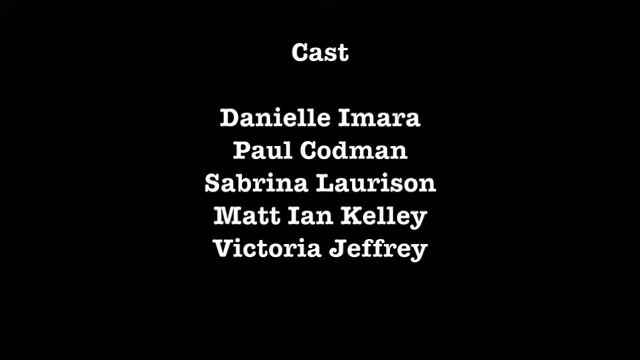 Cast
Danielle Imara
Paul Codman
Sabrina Laurison
Matt Ian Kelley
Victoria Jeffrey